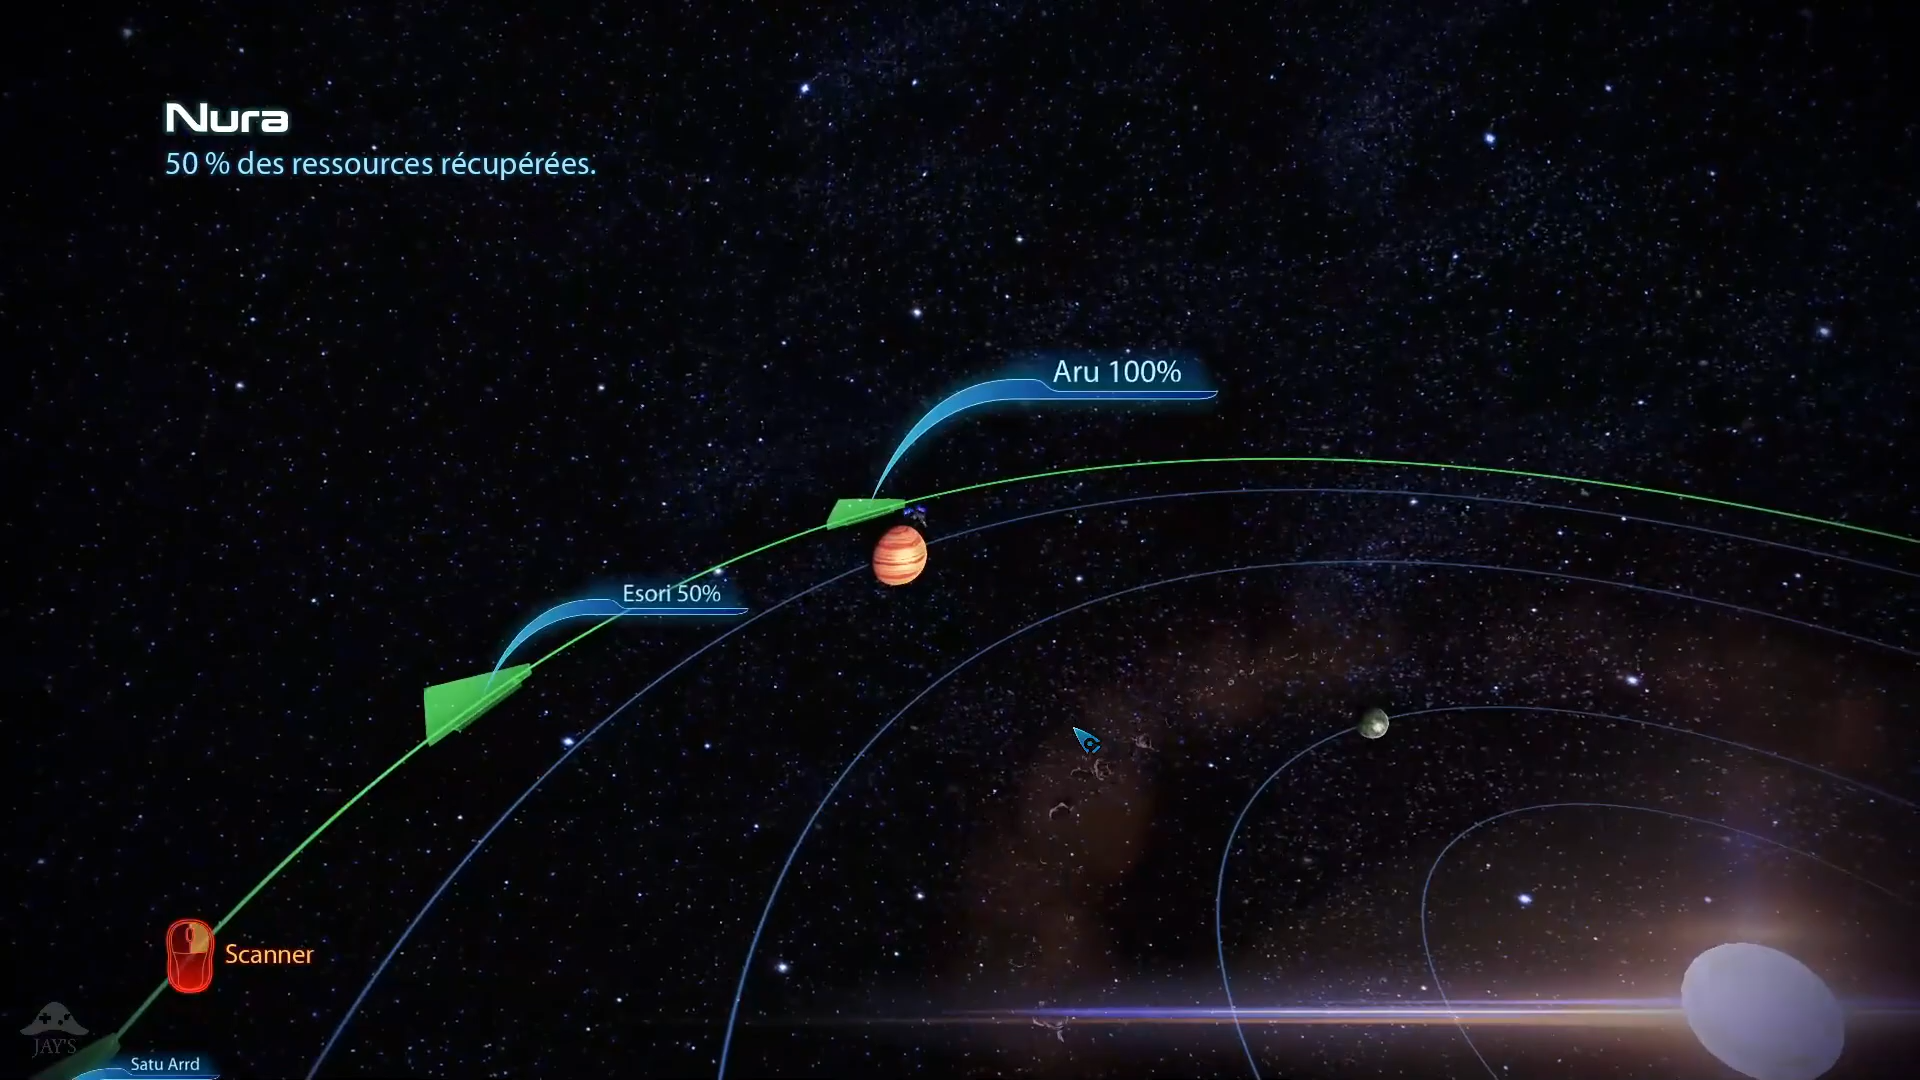 Nura
50 % des ressources récupérées.
Aru 100%
Esori 50%
Scanner
JAY'S
Satu Arrd